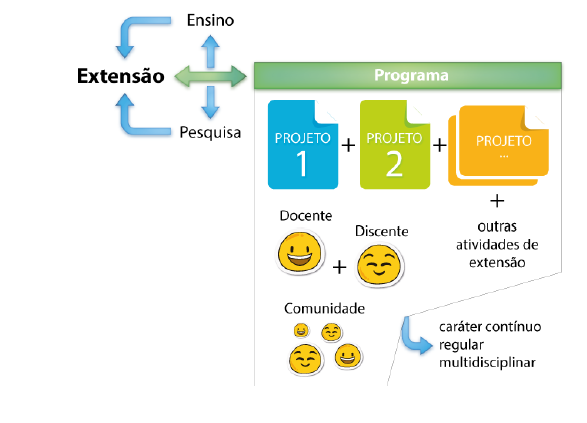 Ensino
Extensão
Programa
Pesquisa
PROJETO
1
+
PROJETO
2
+
PROJETO
...
+
outras
atividades de
extensão
Docente
+
Discente
Comunidade
caráter contínuo
regular
multidisciplinar